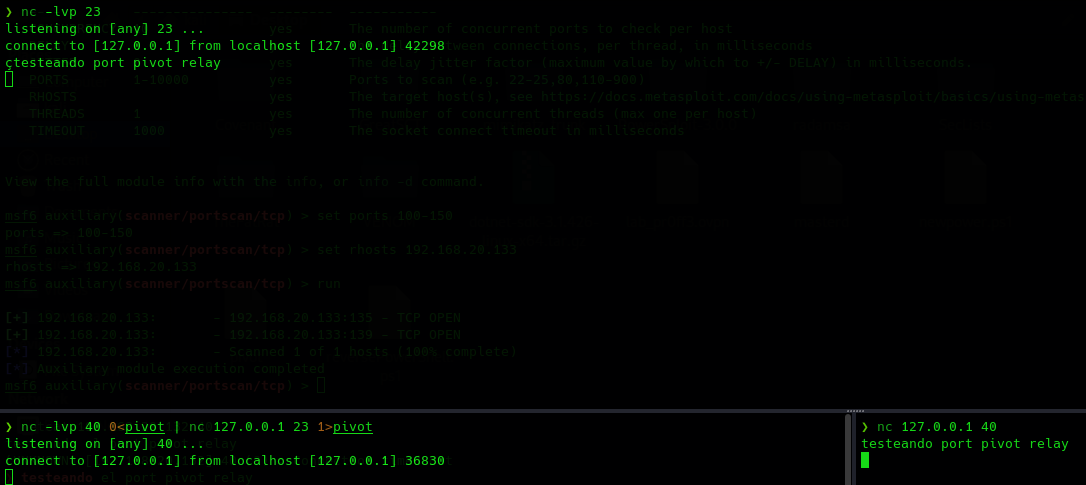 ❯ nc -lvp 23
listening on [any] 23 ...
connect to [127.0.0.1] from localhost [127.0.0.1] 42298
ctesteando port pivot relay
yes The number of concurrent ports to check per host
between connections, per thread, in milliseconds
yes The delay jitter factor (maximum value by which to +/- DELAY) in milliseconds.
PORTS 1-10000 yes Ports to scan (e.g. 22-25,80,110-900)
RHOSTS yes The target host(s), see https://docs.metasploit.com/docs/using-metasploit/basics/using-metas
THREADS 1 yes The number of concurrent threads (max one per host)
TIMEOUT 1000 yes The socket connect timeout in milliseconds
View the full module info with the info, or info -d command.
msf6 auxiliary(scanner/portscan/tcp) > set ports 100-150
ports => 100-150
msf6 auxiliary(scanner/portscan/tcp) > set rhosts 192.168.20.133
rhosts => 192.168.20.133
msf6 auxiliary(scanner/portscan/tcp) > run
[+] 192.168.20.133: - 192.168.20.133:135 - TCP OPEN
[+] 192.168.20.133: - 192.168.20.133:139 - TCP OPEN
[*] 192.168.20.133: - Scanned 1 of 1 hosts (100% complete)
[*] Auxiliary module execution completed
msf6 auxiliary(scanner/portscan/tcp) >
❯ nc -lvp 40 0<pivot | nc 127.0.0.1 23 1>pivot
listening on [any] 40 ...
connect to [127.0.0.1] from localhost [127.0.0.1] 36830
testeando el port pivot relay
❯ nc 127.0.0.1 40
testeando port pivot relay